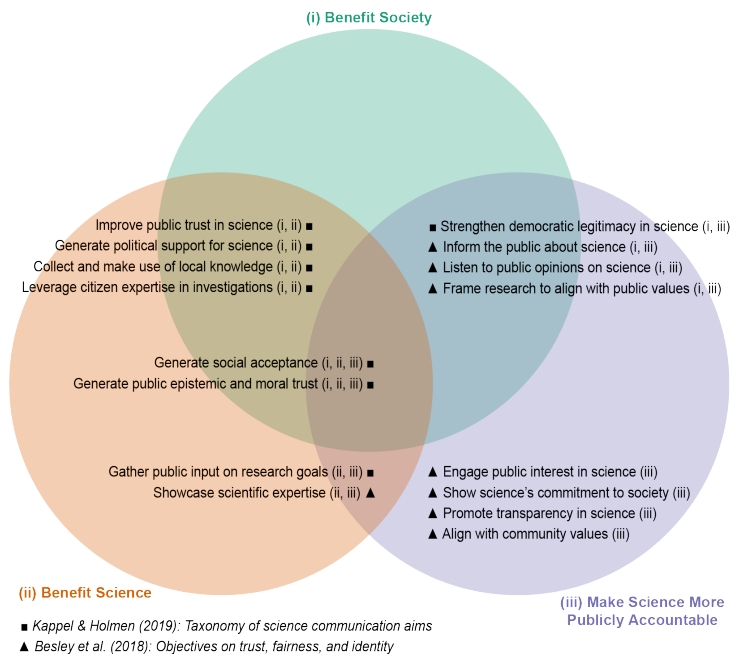 (i) Benefit Society
Improve public trust in science (i, ii) ■
Generate political support for science (i, ii) ■
Collect and make use of local knowledge (i, ii) ■
Leverage citizen expertise in investigations (i, ii) ■
■ Strengthen democratic legitimacy in science (i, iii)
▲ Inform the public about science (i, iii)
▲ Listen to public opinions on science (i, iii)
▲ Frame research to align with public values (i, iii)
Generate social acceptance (i, ii, iii) ■
Generate public epistemic and moral trust (i, ii, iii) ■
Gather public input on research goals (ii, iii) ■
Showcase scientific expertise (ii, iii) ▲
▲ Engage public interest in science (iii)
▲ Show science’s commitment to society (iii)
▲ Promote transparency in science (iii)
▲ Align with community values (iii)
(ii) Benefit Science
(iii) Make Science More
Publicly Accountable
■ Kappel & Holmen (2019): Taxonomy of science communication aims
▲ Besley et al. (2018): Objectives on trust, fairness, and identity